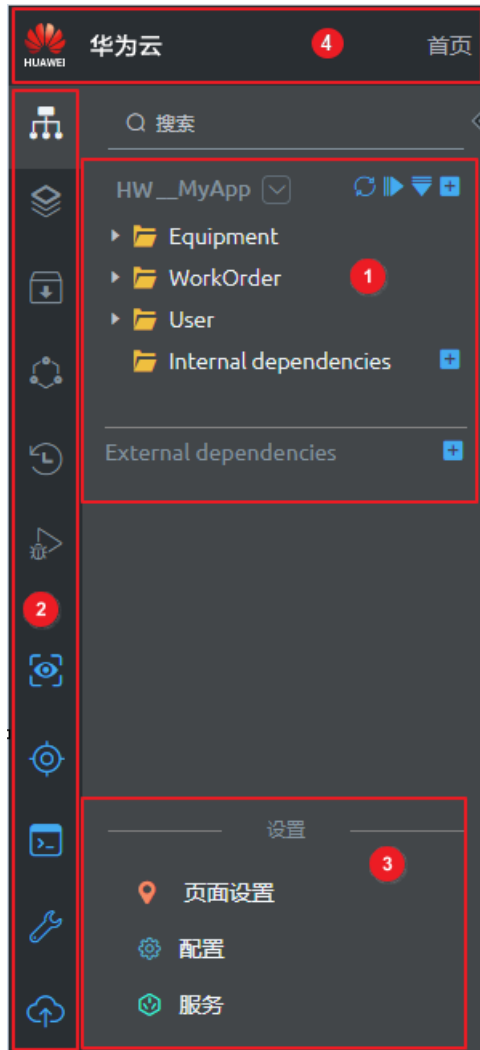 HUAWEI
华为云
4
首页
搜索
HW__MyApp
Equipment
WorkOrder
1
User
Internal dependencies
External dependencies
2
设置
3
页面设置
配置
服务